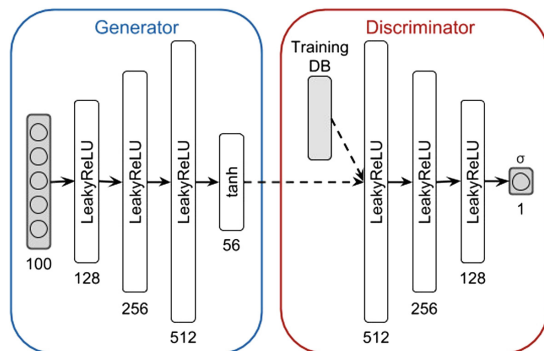 Generator
Discriminator
Training
DB
LeakyReLU
LeakyReLU
LeakyReLU
tanh
LeakyReLU
LeakyReLU
LeakyReLU
σ
100
128
256
512
56
512
256
128
1